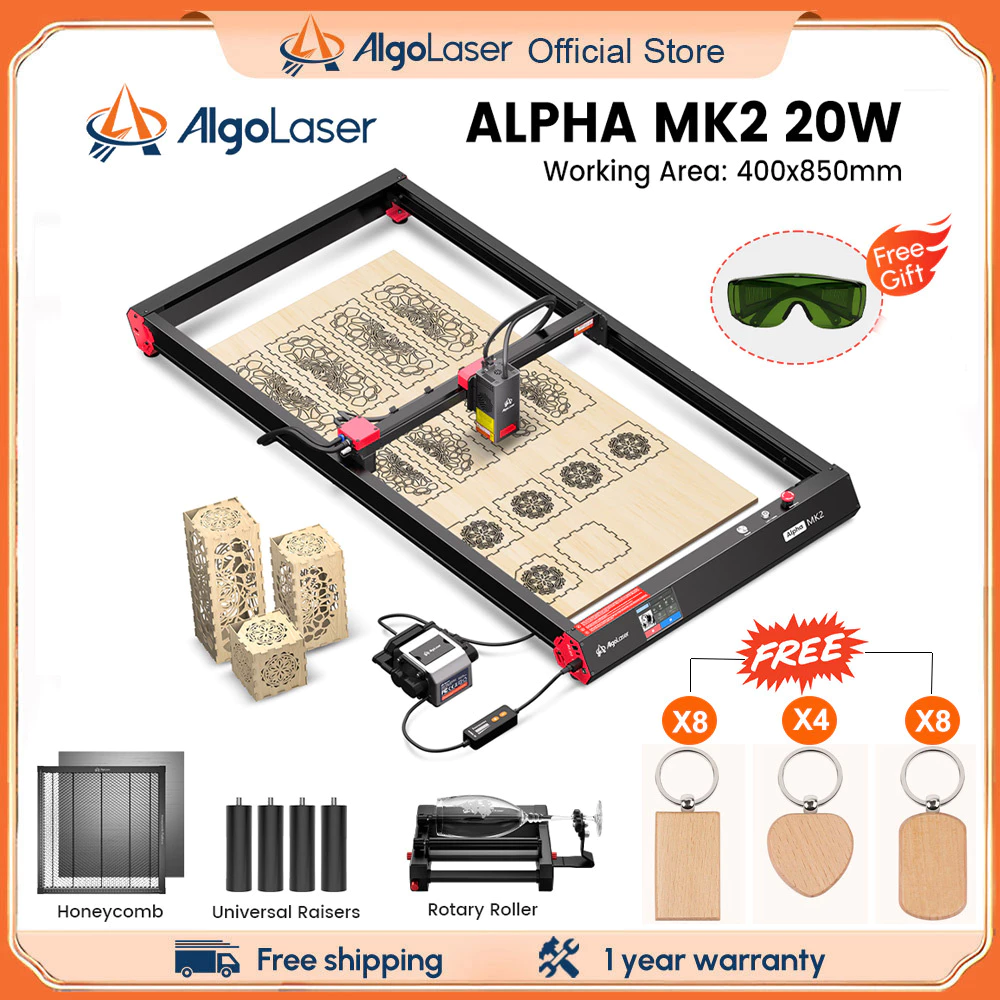 AlgoLaser Official Store
AlgoLaser
ALPHA MK2 20W
Working Area: 400x850mm
Free
Gift
AlgoLaser
Alpha MK2
AlgoLaser
FREE
X8
X4
X8
Honeycomb
Universal Raisers
Rotary Roller
Free shipping
1 year warranty